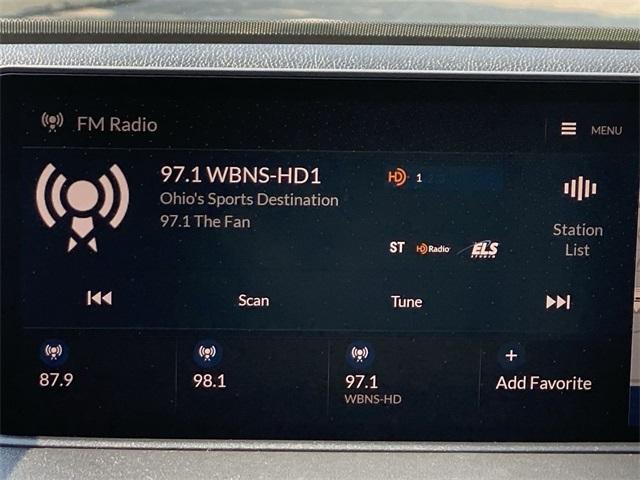 FM Radio
MENU
97.1 WBNS-HD1
HD 1
Ohio's Sports Destination
97.1 The Fan
ST HD Radio ELS STUDIO
Station
List
Scan
Tune
87.9
98.1
97.1
WBNS-HD
+
Add Favorite